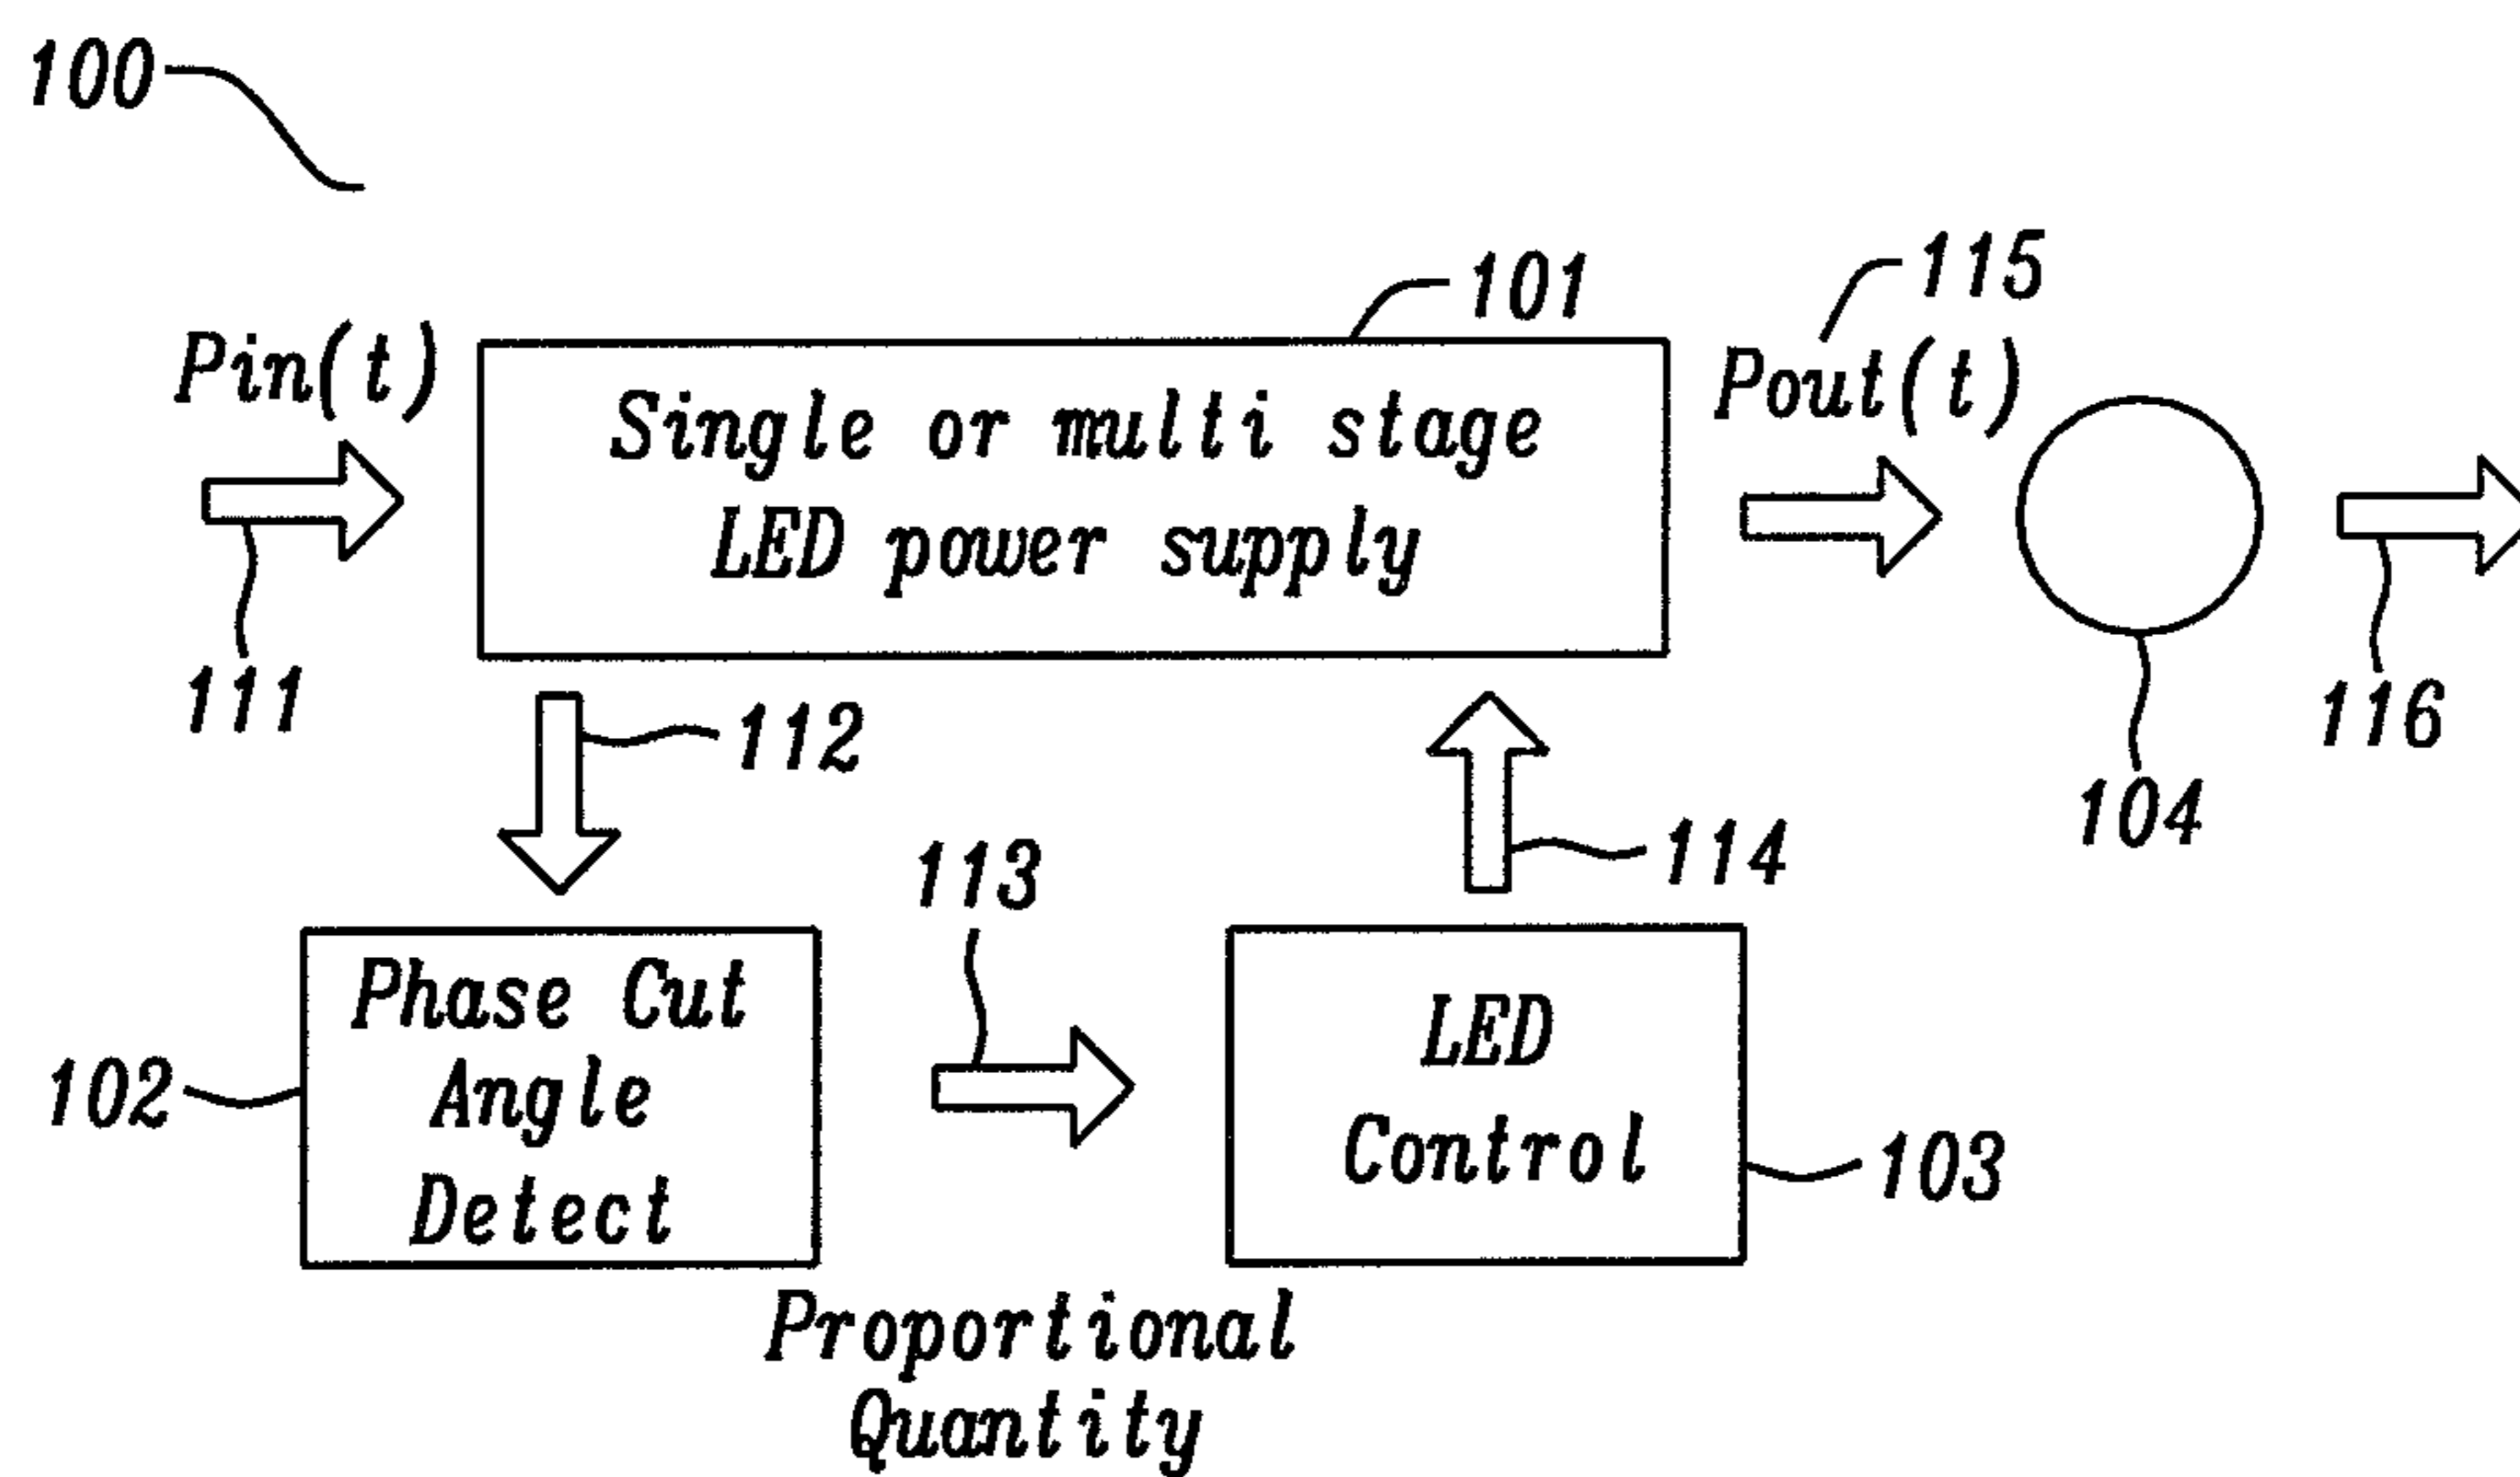 100
101
115
Pin(t)
Pout(t)
Single or multi stage
LED power supply
111
112
116
104
113
114
Phase Cut
Angle
Detect
102
LED
Control
103
Proportional
Quantity